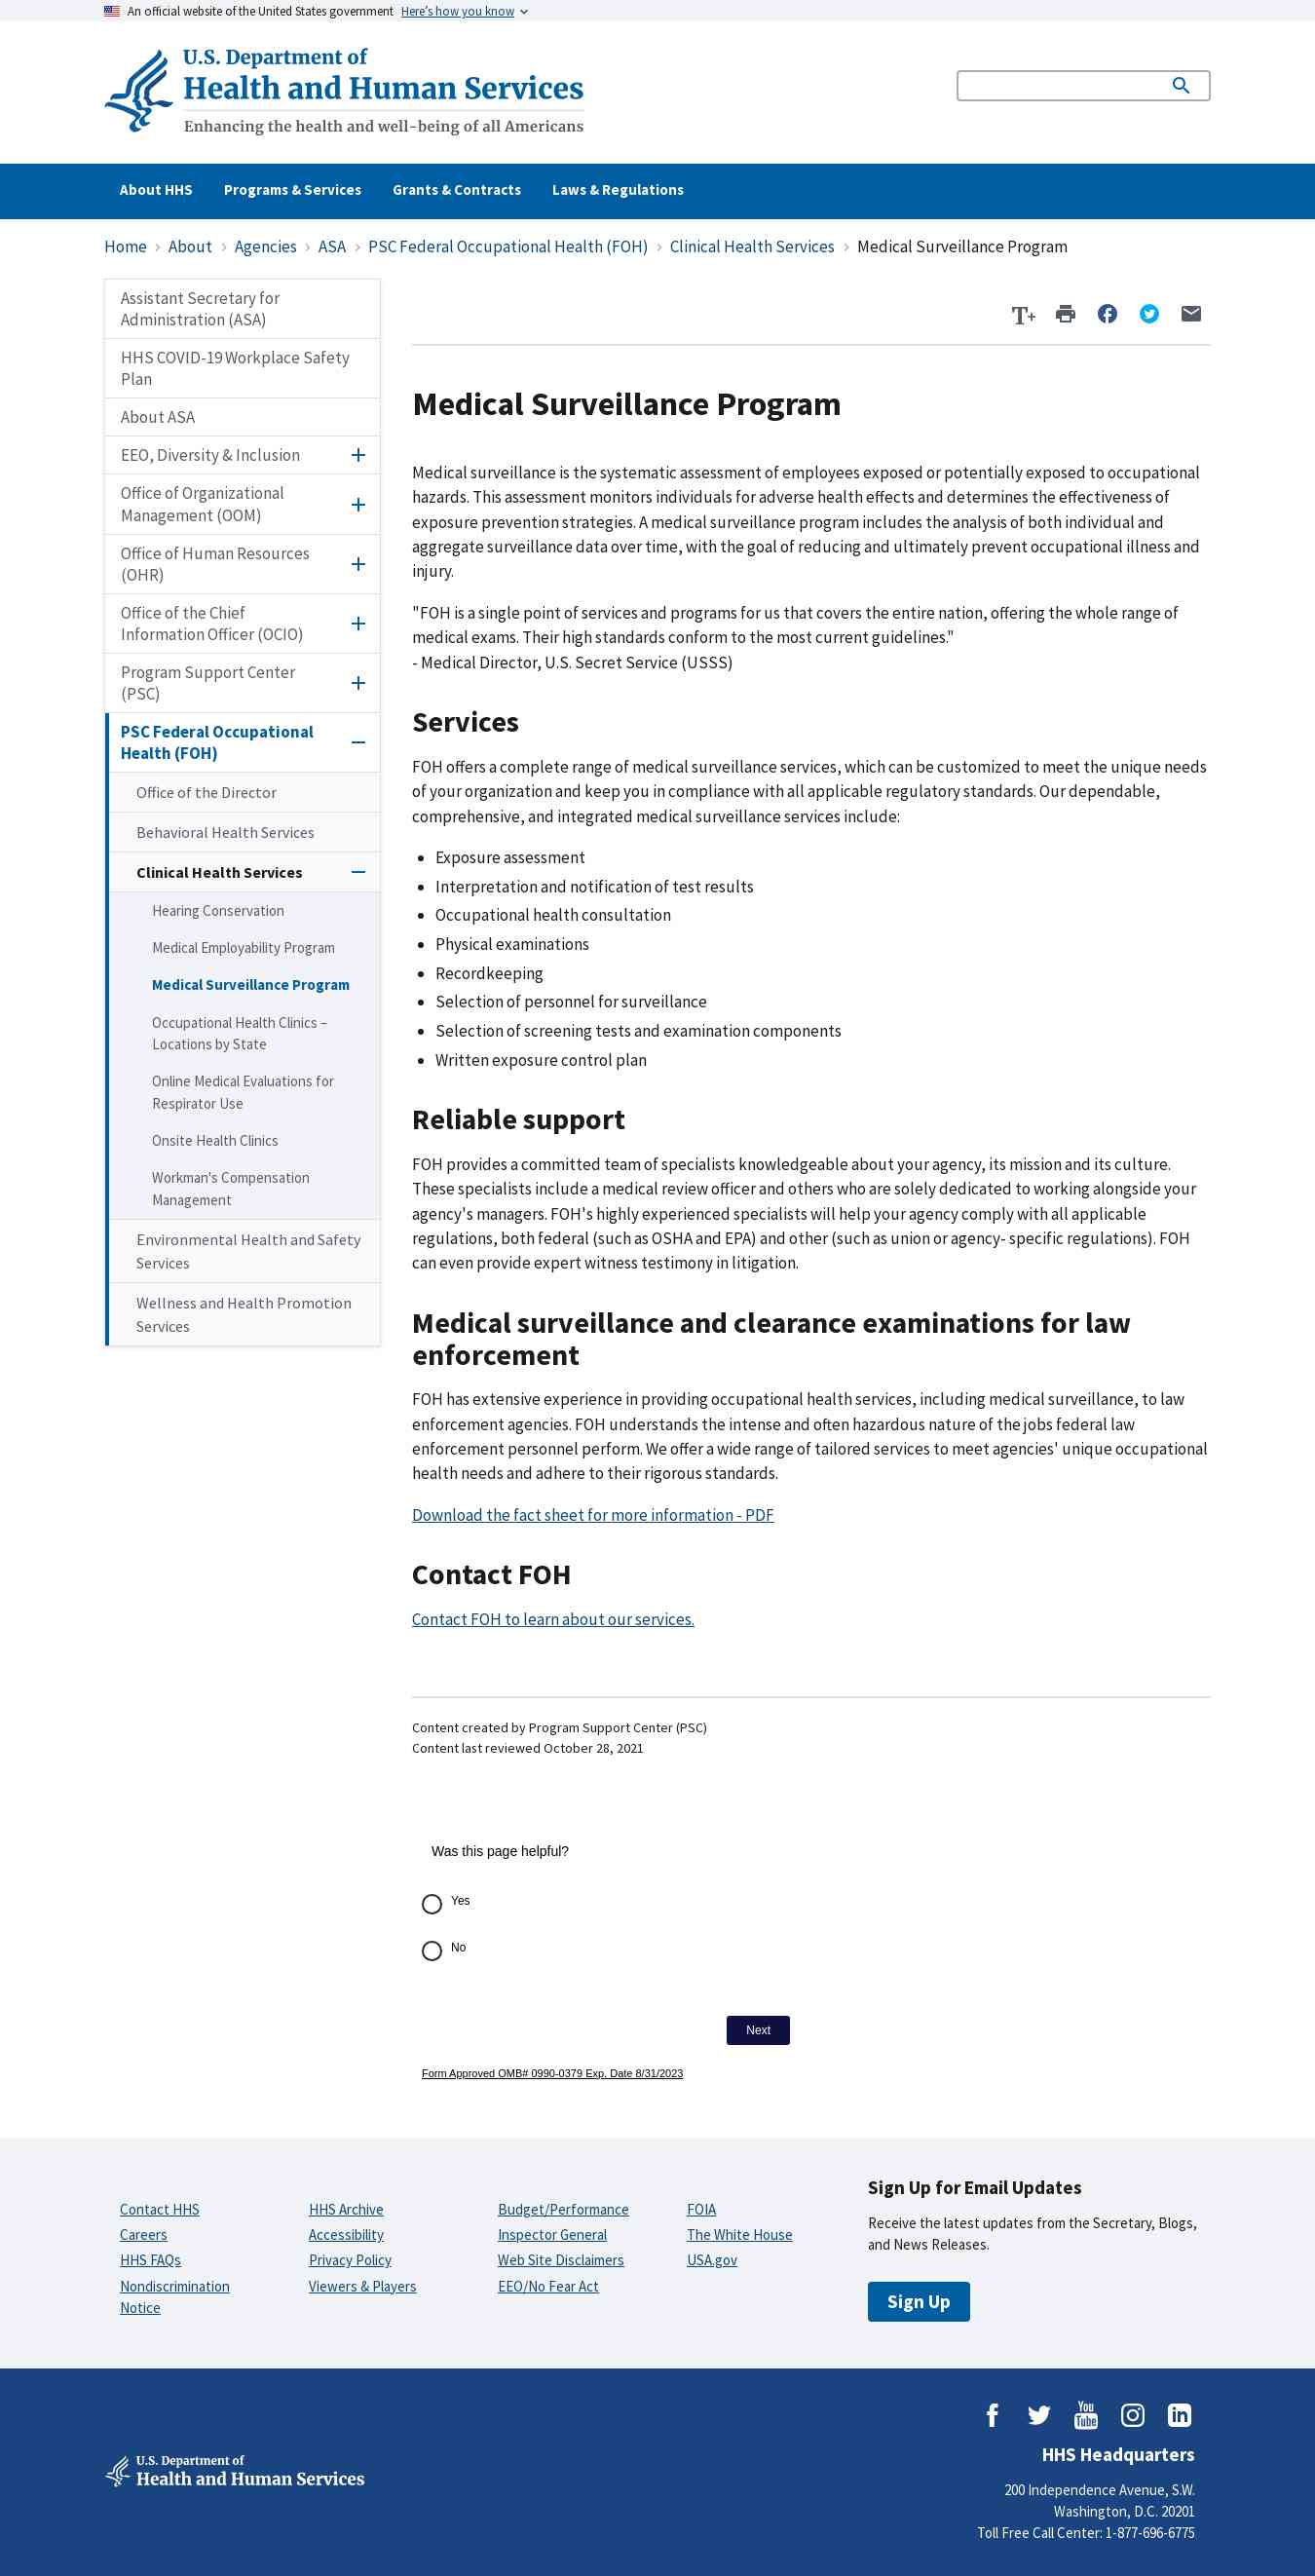 An official website of the United States government Here's how you know
U.S. Department of
Health and Human Services
Enhancing the health and well-being of all Americans
About HHS Programs & Services Grants & Contracts Laws & Regulations
Home › About › Agencies › ASA › PSC Federal Occupational Health (FOH) › Clinical Health Services › Medical Surveillance Program
Assistant Secretary for
Administration (ASA)
HHS COVID-19 Workplace Safety
Plan
About ASA
EEO, Diversity & Inclusion
Office of Organizational
Management (OOM)
Office of Human Resources
(OHR)
Office of the Chief
Information Officer (OCIO)
Program Support Center
(PSC)
PSC Federal Occupational
Health (FOH)
Office of the Director
Behavioral Health Services
Clinical Health Services
Hearing Conservation
Medical Employability Program
Medical Surveillance Program
Occupational Health Clinics –
Locations by State
Online Medical Evaluations for
Respirator Use
Onsite Health Clinics
Workman's Compensation
Management
Environmental Health and Safety
Services
Wellness and Health Promotion
Services
T+
Medical Surveillance Program
Medical surveillance is the systematic assessment of employees exposed or potentially exposed to occupational
hazards. This assessment monitors individuals for adverse health effects and determines the effectiveness of
exposure prevention strategies. A medical surveillance program includes the analysis of both individual and
aggregate surveillance data over time, with the goal of reducing and ultimately prevent occupational illness and
injury.
"FOH is a single point of services and programs for us that covers the entire nation, offering the whole range of
medical exams. Their high standards conform to the most current guidelines."
- Medical Director, U.S. Secret Service (USSS)
Services
FOH offers a complete range of medical surveillance services, which can be customized to meet the unique needs
of your organization and keep you in compliance with all applicable regulatory standards. Our dependable,
comprehensive, and integrated medical surveillance services include:
• Exposure assessment
• Interpretation and notification of test results
• Occupational health consultation
• Physical examinations
• Recordkeeping
• Selection of personnel for surveillance
• Selection of screening tests and examination components
• Written exposure control plan
Reliable support
FOH provides a committed team of specialists knowledgeable about your agency, its mission and its culture.
These specialists include a medical review officer and others who are solely dedicated to working alongside your
agency's managers. FOH's highly experienced specialists will help your agency comply with all applicable
regulations, both federal (such as OSHA and EPA) and other (such as union or agency- specific regulations). FOH
can even provide expert witness testimony in litigation.
Medical surveillance and clearance examinations for law
enforcement
FOH has extensive experience in providing occupational health services, including medical surveillance, to law
enforcement agencies. FOH understands the intense and often hazardous nature of the jobs federal law
enforcement personnel perform. We offer a wide range of tailored services to meet agencies' unique occupational
health needs and adhere to their rigorous standards.
Download the fact sheet for more information - PDF
Contact FOH
Contact FOH to learn about our services.
Content created by Program Support Center (PSC)
Content last reviewed October 28, 2021
Was this page helpful?
Yes
No
Next
Form Approved OMB# 0990-0379 Exp. Date 8/31/2023
Contact HHS
Careers
HHS FAQs
Nondiscrimination
Notice
HHS Archive
Accessibility
Privacy Policy
Viewers & Players
Budget/Performance
Inspector General
Web Site Disclaimers
EEO/No Fear Act
FOIA
The White House
USA.gov
Sign Up for Email Updates
Receive the latest updates from the Secretary, Blogs,
and News Releases.
Sign Up
U.S. Department of
Health and Human Services
You
Tube
HHS Headquarters
200 Independence Avenue, S.W.
Washington, D.C. 20201
Toll Free Call Center: 1-877-696-6775